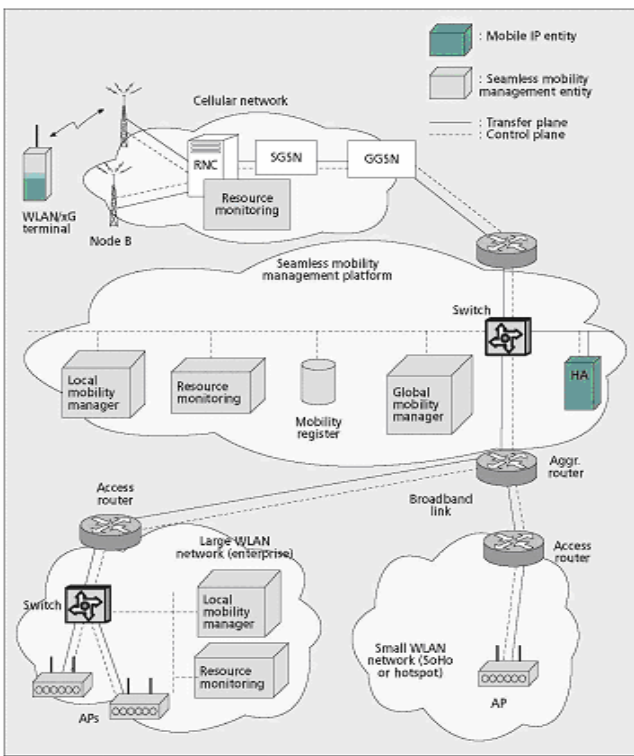 : Mobile IP entity
: Seamless mobility
management entity
: Transfer plane
: Control plane
Cellular network
RNC
SGSN
GGSN
Resource
monitoring
WLAN/xG
terminal
Node B
Seamless mobility
management platform
Switch
Local
mobility
manager
Resource
monitoring
Mobility
register
Global
mobility
manager
HA
Aggr.
router
Access
router
Broadband
link
Large WLAN
network (enterprise)
Access
router
Switch
Local
mobility
manager
Resource
monitoring
Small WLAN
network (SoHo
or hotspot)
APs
AP